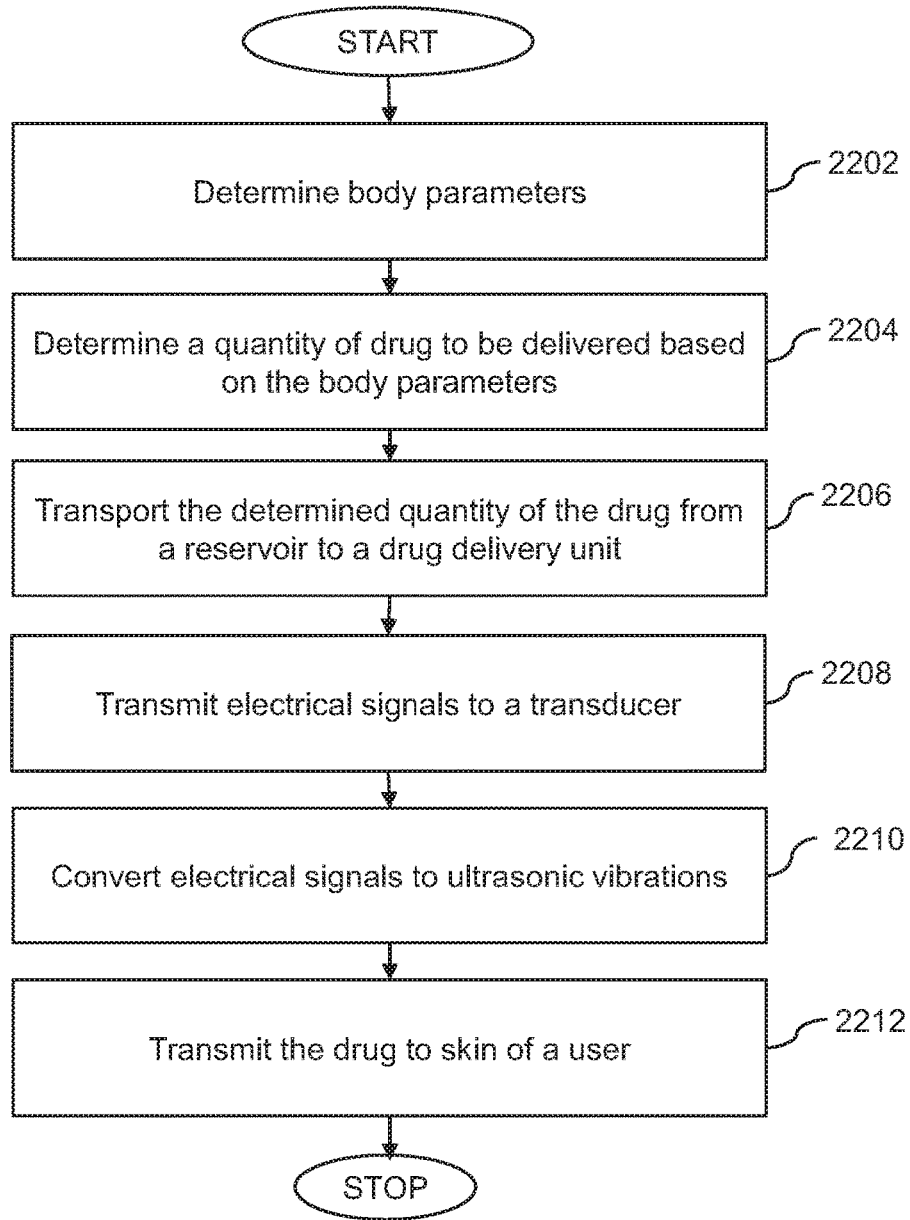 START
Determine body parameters
2202
Determine a quantity of drug to be delivered based
on the body parameters
2204
Transport the determined quantity of the drug from
a reservoir to a drug delivery unit
2206
Transmit electrical signals to a transducer
2208
Convert electrical signals to ultrasonic vibrations
2210
Transmit the drug to skin of a user
2212
STOP